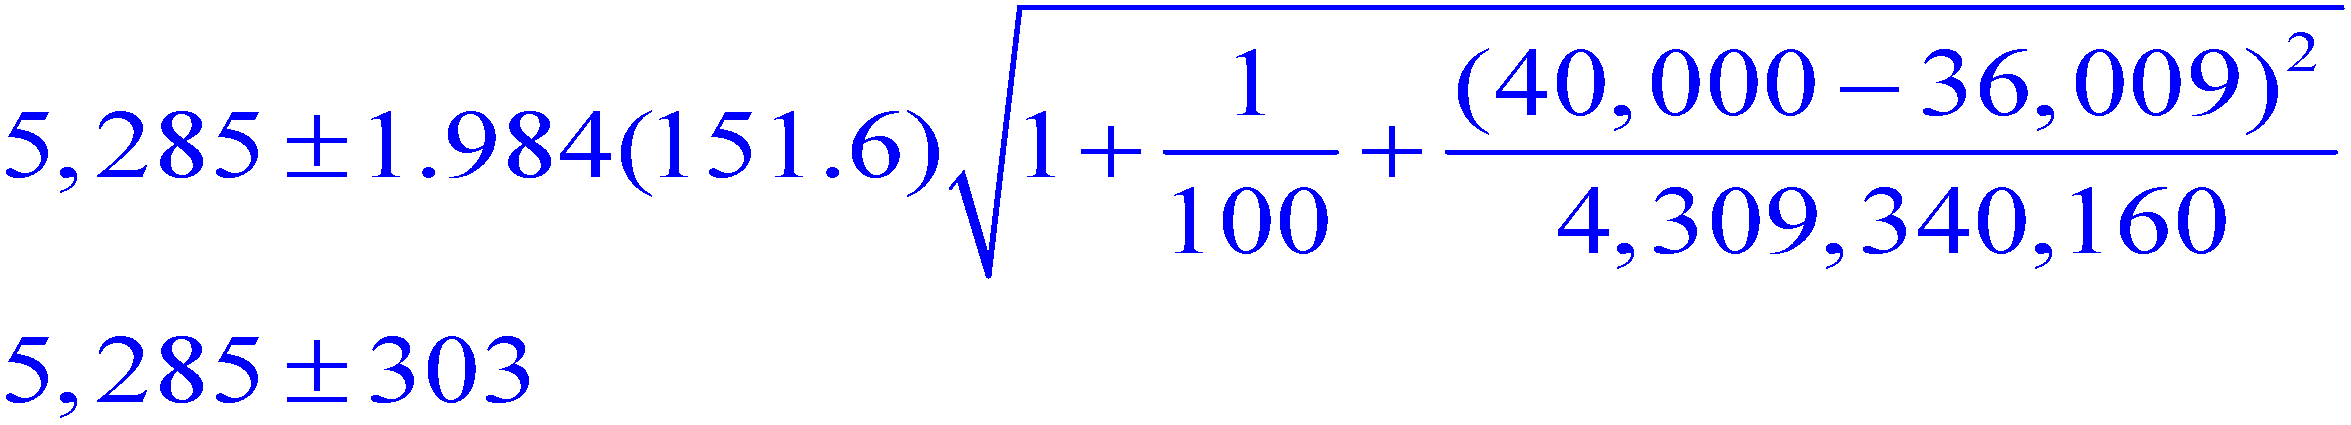 5,285 ± 1.984(151.6)√(1 + 1/100 + (40,000 − 36,009)²/4,309,340,160)
5,285 ± 303